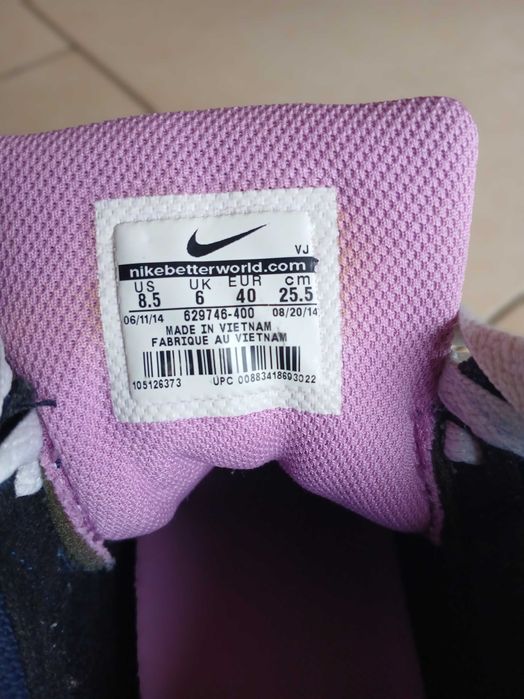 VJ
nikebetterworld.com
US UK EUR cm
8.5 6 40 25.5
06/11/14 629746-400 08/20/14
MADE IN VIETNAM
FABRIQUE AU VIETNAM
105126373 UPC 00883418693022